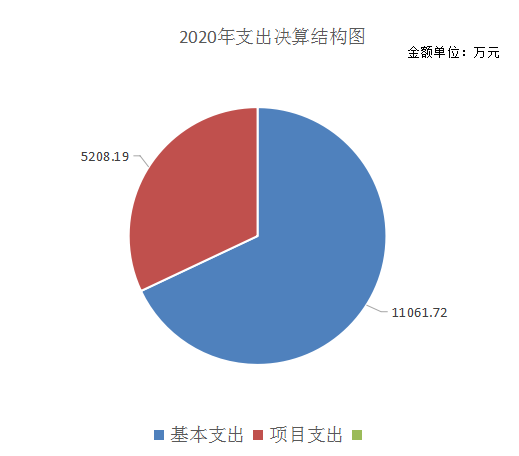 2020年支出决算结构图
金额单位：万元
5208.19
11061.72
基本支出 项目支出